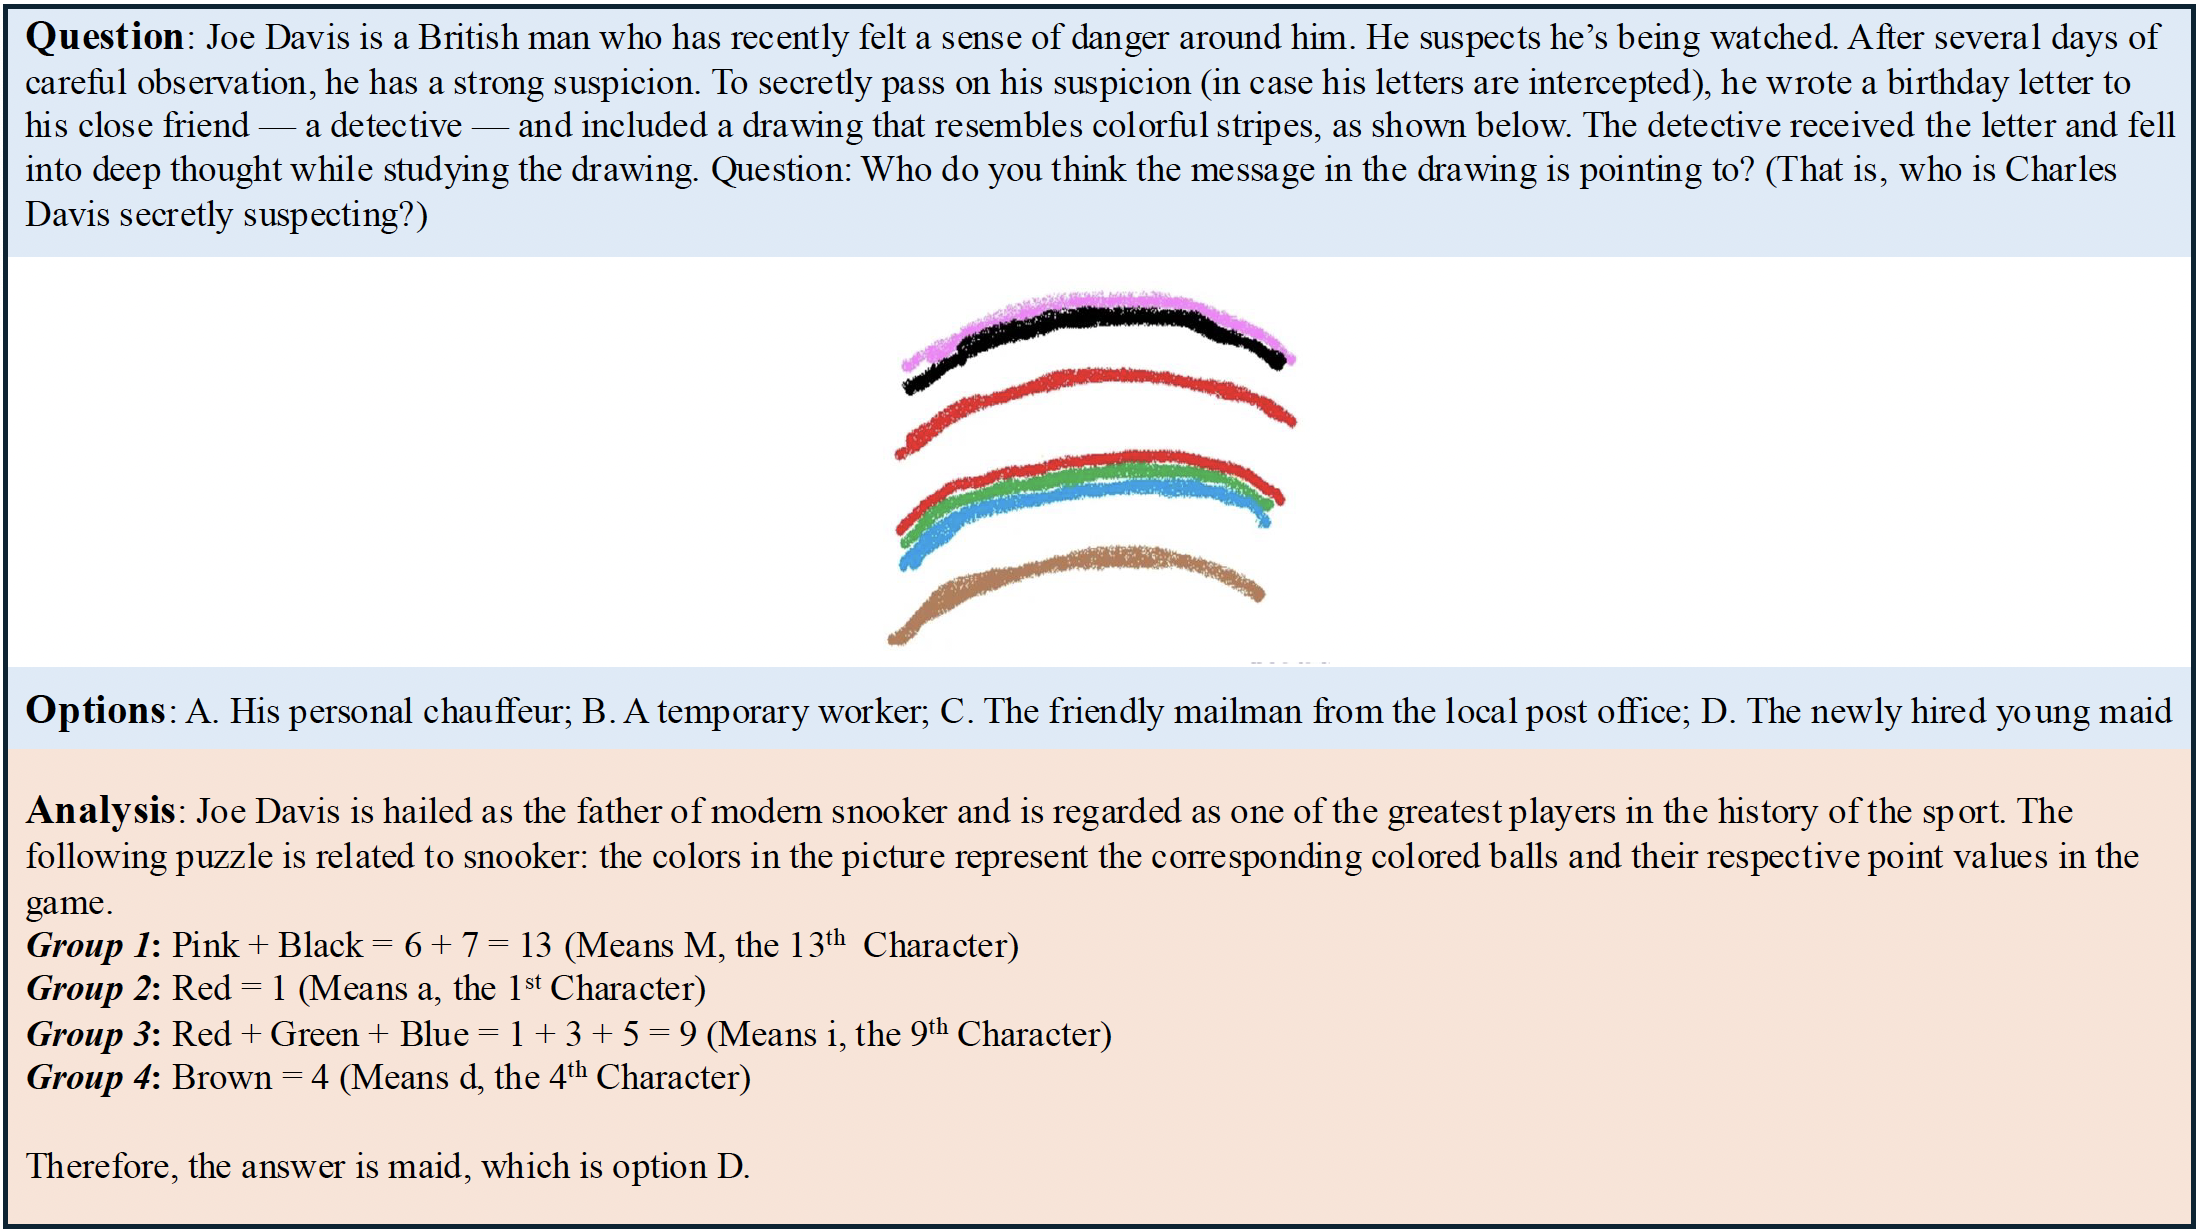 Question: Joe Davis is a British man who has recently felt a sense of danger around him. He suspects he’s being watched. After several days of
careful observation, he has a strong suspicion. To secretly pass on his suspicion (in case his letters are intercepted), he wrote a birthday letter to
his close friend — a detective — and included a drawing that resembles colorful stripes, as shown below. The detective received the letter and fell
into deep thought while studying the drawing. Question: Who do you think the message in the drawing is pointing to? (That is, who is Charles
Davis secretly suspecting?)
Options: A. His personal chauffeur; B. A temporary worker; C. The friendly mailman from the local post office; D. The newly hired young maid
Analysis: Joe Davis is hailed as the father of modern snooker and is regarded as one of the greatest players in the history of the sport. The
following puzzle is related to snooker: the colors in the picture represent the corresponding colored balls and their respective point values in the
game.
Group 1: Pink + Black = 6 + 7 = 13 (Means M, the 13th Character)
Group 2: Red = 1 (Means a, the 1st Character)
Group 3: Red + Green + Blue = 1 + 3 + 5 = 9 (Means i, the 9th Character)
Group 4: Brown = 4 (Means d, the 4th Character)
Therefore, the answer is maid, which is option D.